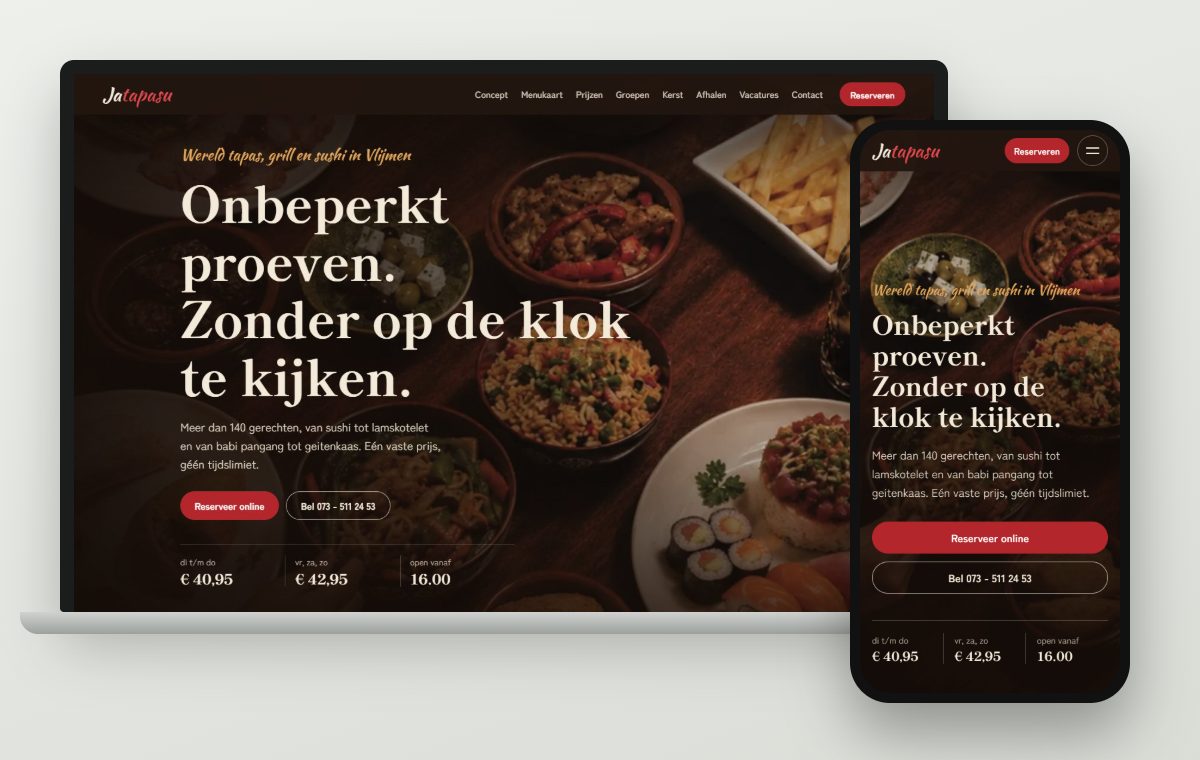 Jatapasu
Concept Menukaart Prijzen Groepen Kerst Afhalen Vacatures Contact Reserveren
Wereld tapas, grill en sushi in Vlijmen
Onbeperkt
proeven.
Zonder op de klok
te kijken.
Meer dan 140 gerechten, van sushi tot lamskotelet
en van babi pangang tot geitenkaas. Eén vaste prijs,
géén tijdslimiet.
Reserveer online Bel 073 - 511 24 53
di t/m do vr, za, zo open vanaf
€ 40,95 € 42,95 16.00
Jatapasu Reserveren
Wereld tapas, grill en sushi in Vlijmen
Onbeperkt
proeven.
Zonder op de
klok te kijken.
Meer dan 140 gerechten, van sushi tot
lamskotelet en van babi pangang tot
geitenkaas. Eén vaste prijs, géén tijdslimiet.
Reserveer online
Bel 073 - 511 24 53
di t/m do vr, za, zo open vanaf
€ 40,95 € 42,95 16.00